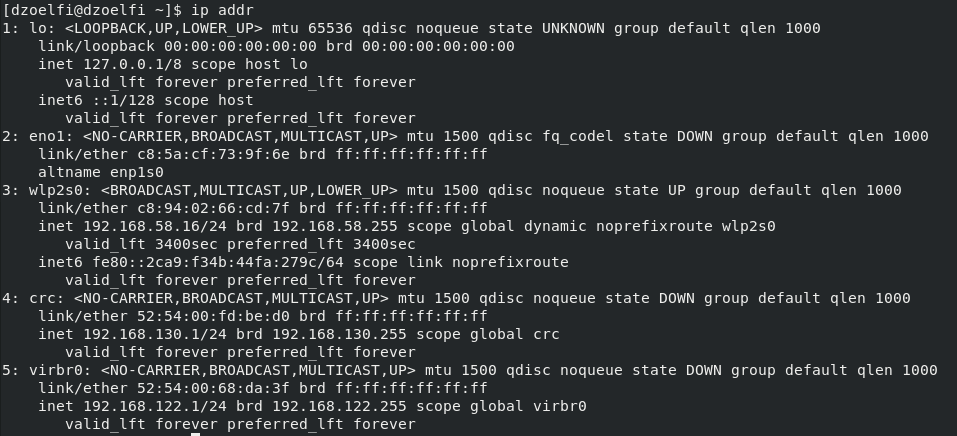 [dzoelfi@dzoelfi ~]$ ip addr
1: lo: <LOOPBACK,UP,LOWER_UP> mtu 65536 qdisc noqueue state UNKNOWN group default qlen 1000
    link/loopback 00:00:00:00:00:00 brd 00:00:00:00:00:00
    inet 127.0.0.1/8 scope host lo
       valid_lft forever preferred_lft forever
    inet6 ::1/128 scope host
       valid_lft forever preferred_lft forever
2: eno1: <NO-CARRIER,BROADCAST,MULTICAST,UP> mtu 1500 qdisc fq_codel state DOWN group default qlen 1000
    link/ether c8:5a:cf:73:9f:6e brd ff:ff:ff:ff:ff:ff
    altname enp1s0
3: wlp2s0: <BROADCAST,MULTICAST,UP,LOWER_UP> mtu 1500 qdisc noqueue state UP group default qlen 1000
    link/ether c8:94:02:66:cd:7f brd ff:ff:ff:ff:ff:ff
    inet 192.168.58.16/24 brd 192.168.58.255 scope global dynamic noprefixroute wlp2s0
       valid_lft 3400sec preferred_lft 3400sec
    inet6 fe80::2ca9:f34b:44fa:279c/64 scope link noprefixroute
       valid_lft forever preferred_lft forever
4: crc: <NO-CARRIER,BROADCAST,MULTICAST,UP> mtu 1500 qdisc noqueue state DOWN group default qlen 1000
    link/ether 52:54:00:fd:be:d0 brd ff:ff:ff:ff:ff:ff
    inet 192.168.130.1/24 brd 192.168.130.255 scope global crc
       valid_lft forever preferred_lft forever
5: virbr0: <NO-CARRIER,BROADCAST,MULTICAST,UP> mtu 1500 qdisc noqueue state DOWN group default qlen 1000
    link/ether 52:54:00:68:da:3f brd ff:ff:ff:ff:ff:ff
    inet 192.168.122.1/24 brd 192.168.122.255 scope global virbr0
       valid_lft forever preferred_lft forever